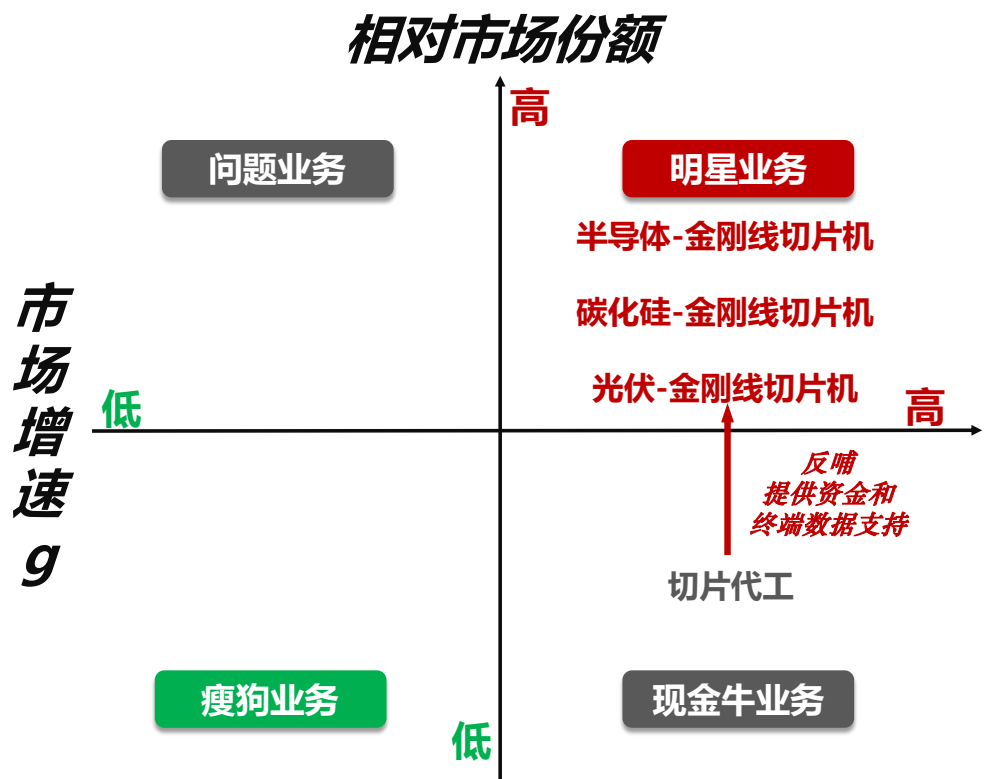 相对市场份额
高
问题业务
明星业务
半导体-金刚线切片机
碳化硅-金刚线切片机
光伏-金刚线切片机
市
场
增
速
g
低
高
反哺
提供资金和
终端数据支持
切片代工
瘦狗业务
现金牛业务
低